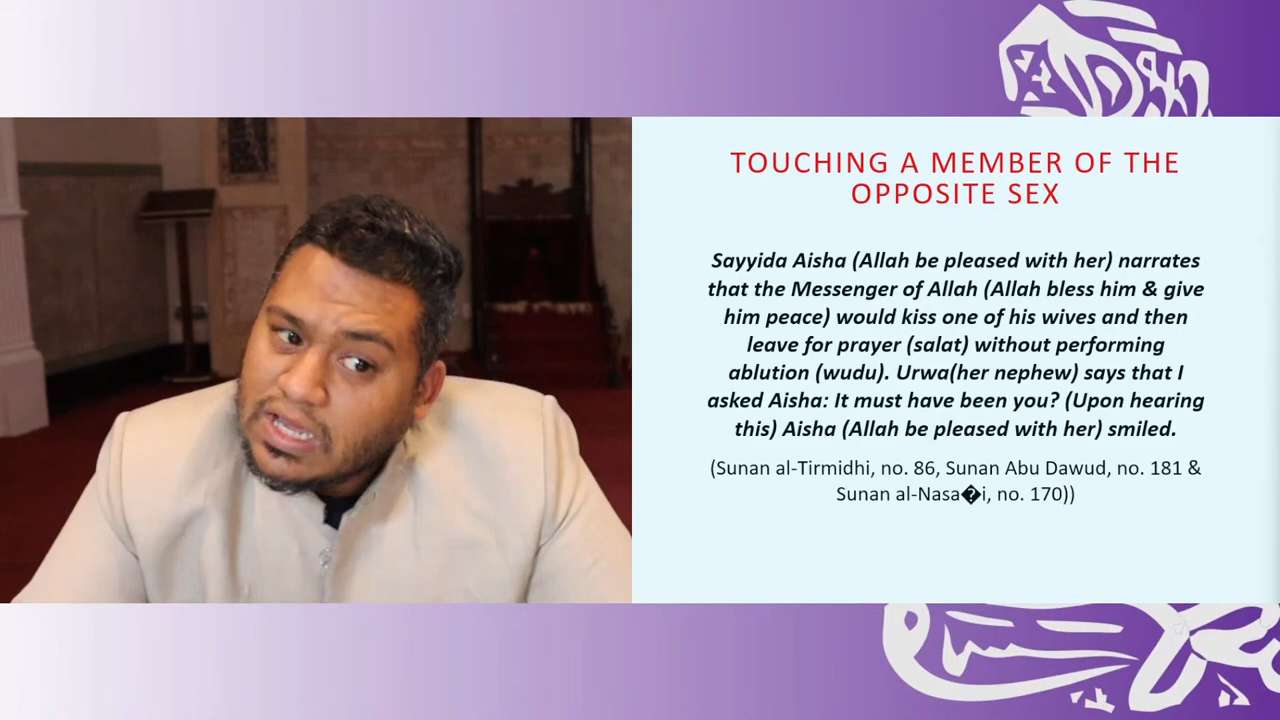 TOUCHING A MEMBER OF THE
OPPOSITE SEX
Sayyida Aisha (Allah be pleased with her) narrates
that the Messenger of Allah (Allah bless him & give
him peace) would kiss one of his wives and then
leave for prayer (salat) without performing
ablution (wudu). Urwa(her nephew) says that I
asked Aisha: It must have been you? (Upon hearing
this) Aisha (Allah be pleased with her) smiled.
(Sunan al-Tirmidhi, no. 86, Sunan Abu Dawud, no. 181 &
Sunan al-Nasa�i, no. 170))